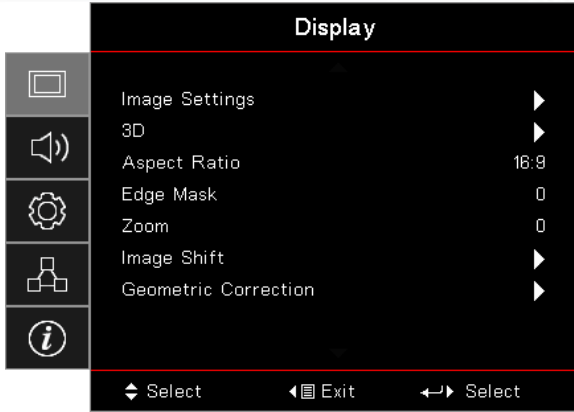 Display
Image Settings
3D
Aspect Ratio 16:9
Edge Mask 0
Zoom 0
Image Shift
Geometric Correction
Select Exit Select